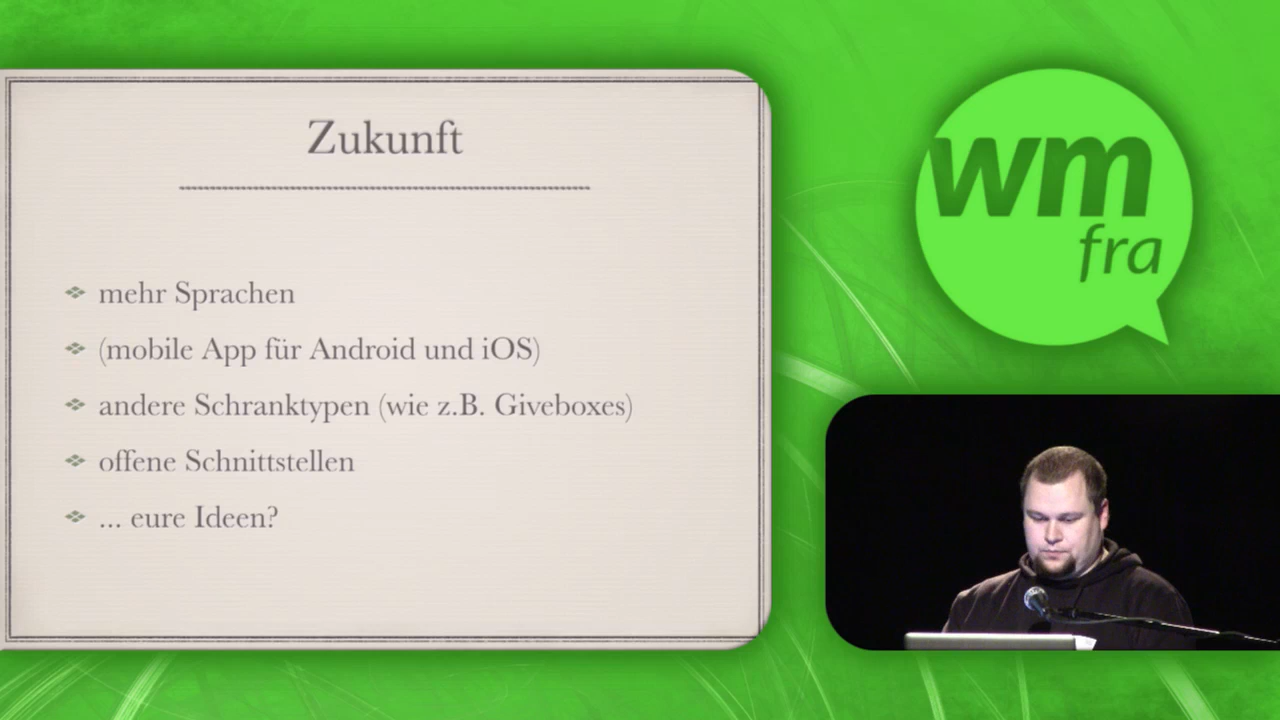 Zukunft
mehr Sprachen
(mobile App für Android und iOS)
andere Schranktypen (wie z.B. Giveboxes)
offene Schnittstellen
... eure Ideen?
wm
fra